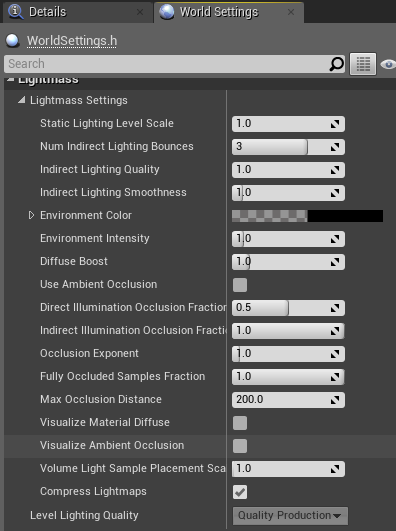 Details
World Settings
WorldSettings.h
Search
Lightmass
Lightmass Settings
Static Lighting Level Scale 1.0
Num Indirect Lighting Bounces 3
Indirect Lighting Quality 1.0
Indirect Lighting Smoothness 1.0
Environment Color
Environment Intensity 1.0
Diffuse Boost 1.0
Use Ambient Occlusion
Direct Illumination Occlusion Fraction 0.5
Indirect Illumination Occlusion Fracti 1.0
Occlusion Exponent 1.0
Fully Occluded Samples Fraction 1.0
Max Occlusion Distance 200.0
Visualize Material Diffuse
Visualize Ambient Occlusion
Volume Light Sample Placement Sca 1.0
Compress Lightmaps
Level Lighting Quality Quality Production